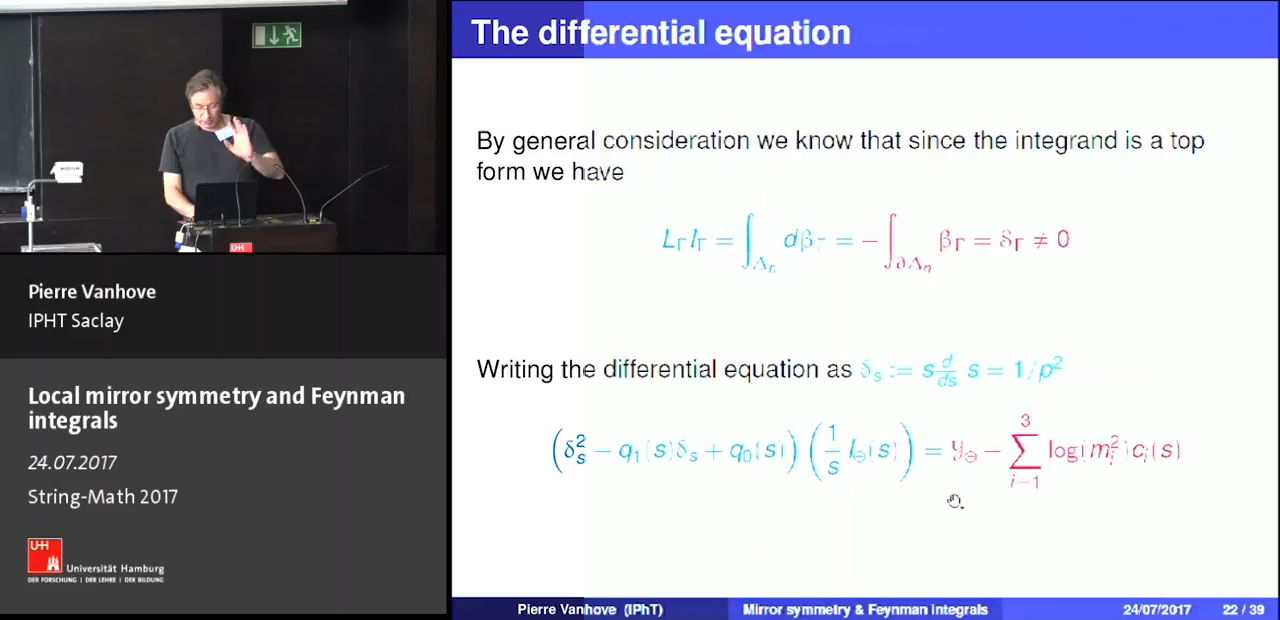 The differential equation
By general consideration we know that since the integrand is a top
form we have
L_Γ I_Γ = ∫_{Δ_n} dβ_Γ = − ∫_{∂Δ_n} β_Γ = δ_Γ ≠ 0
Writing the differential equation as δ_s := s d/ds s = 1/p²
(δ_s² − q₁(s)δ_s + q₀(s)) (1/s I_⊖(s)) = 𝒴_⊖ − ∑_{i=1}^{3} log(m_i²)c_i(s)
Pierre Vanhove (IPhT)
Mirror symmetry & Feynman integrals
24/07/2017
22 / 39
Pierre Vanhove
IPHT Saclay
Local mirror symmetry and Feynman
integrals
24.07.2017
String-Math 2017
UH
Universität Hamburg
DER FORSCHUNG | DER LEHRE | DER BILDUNG
UH